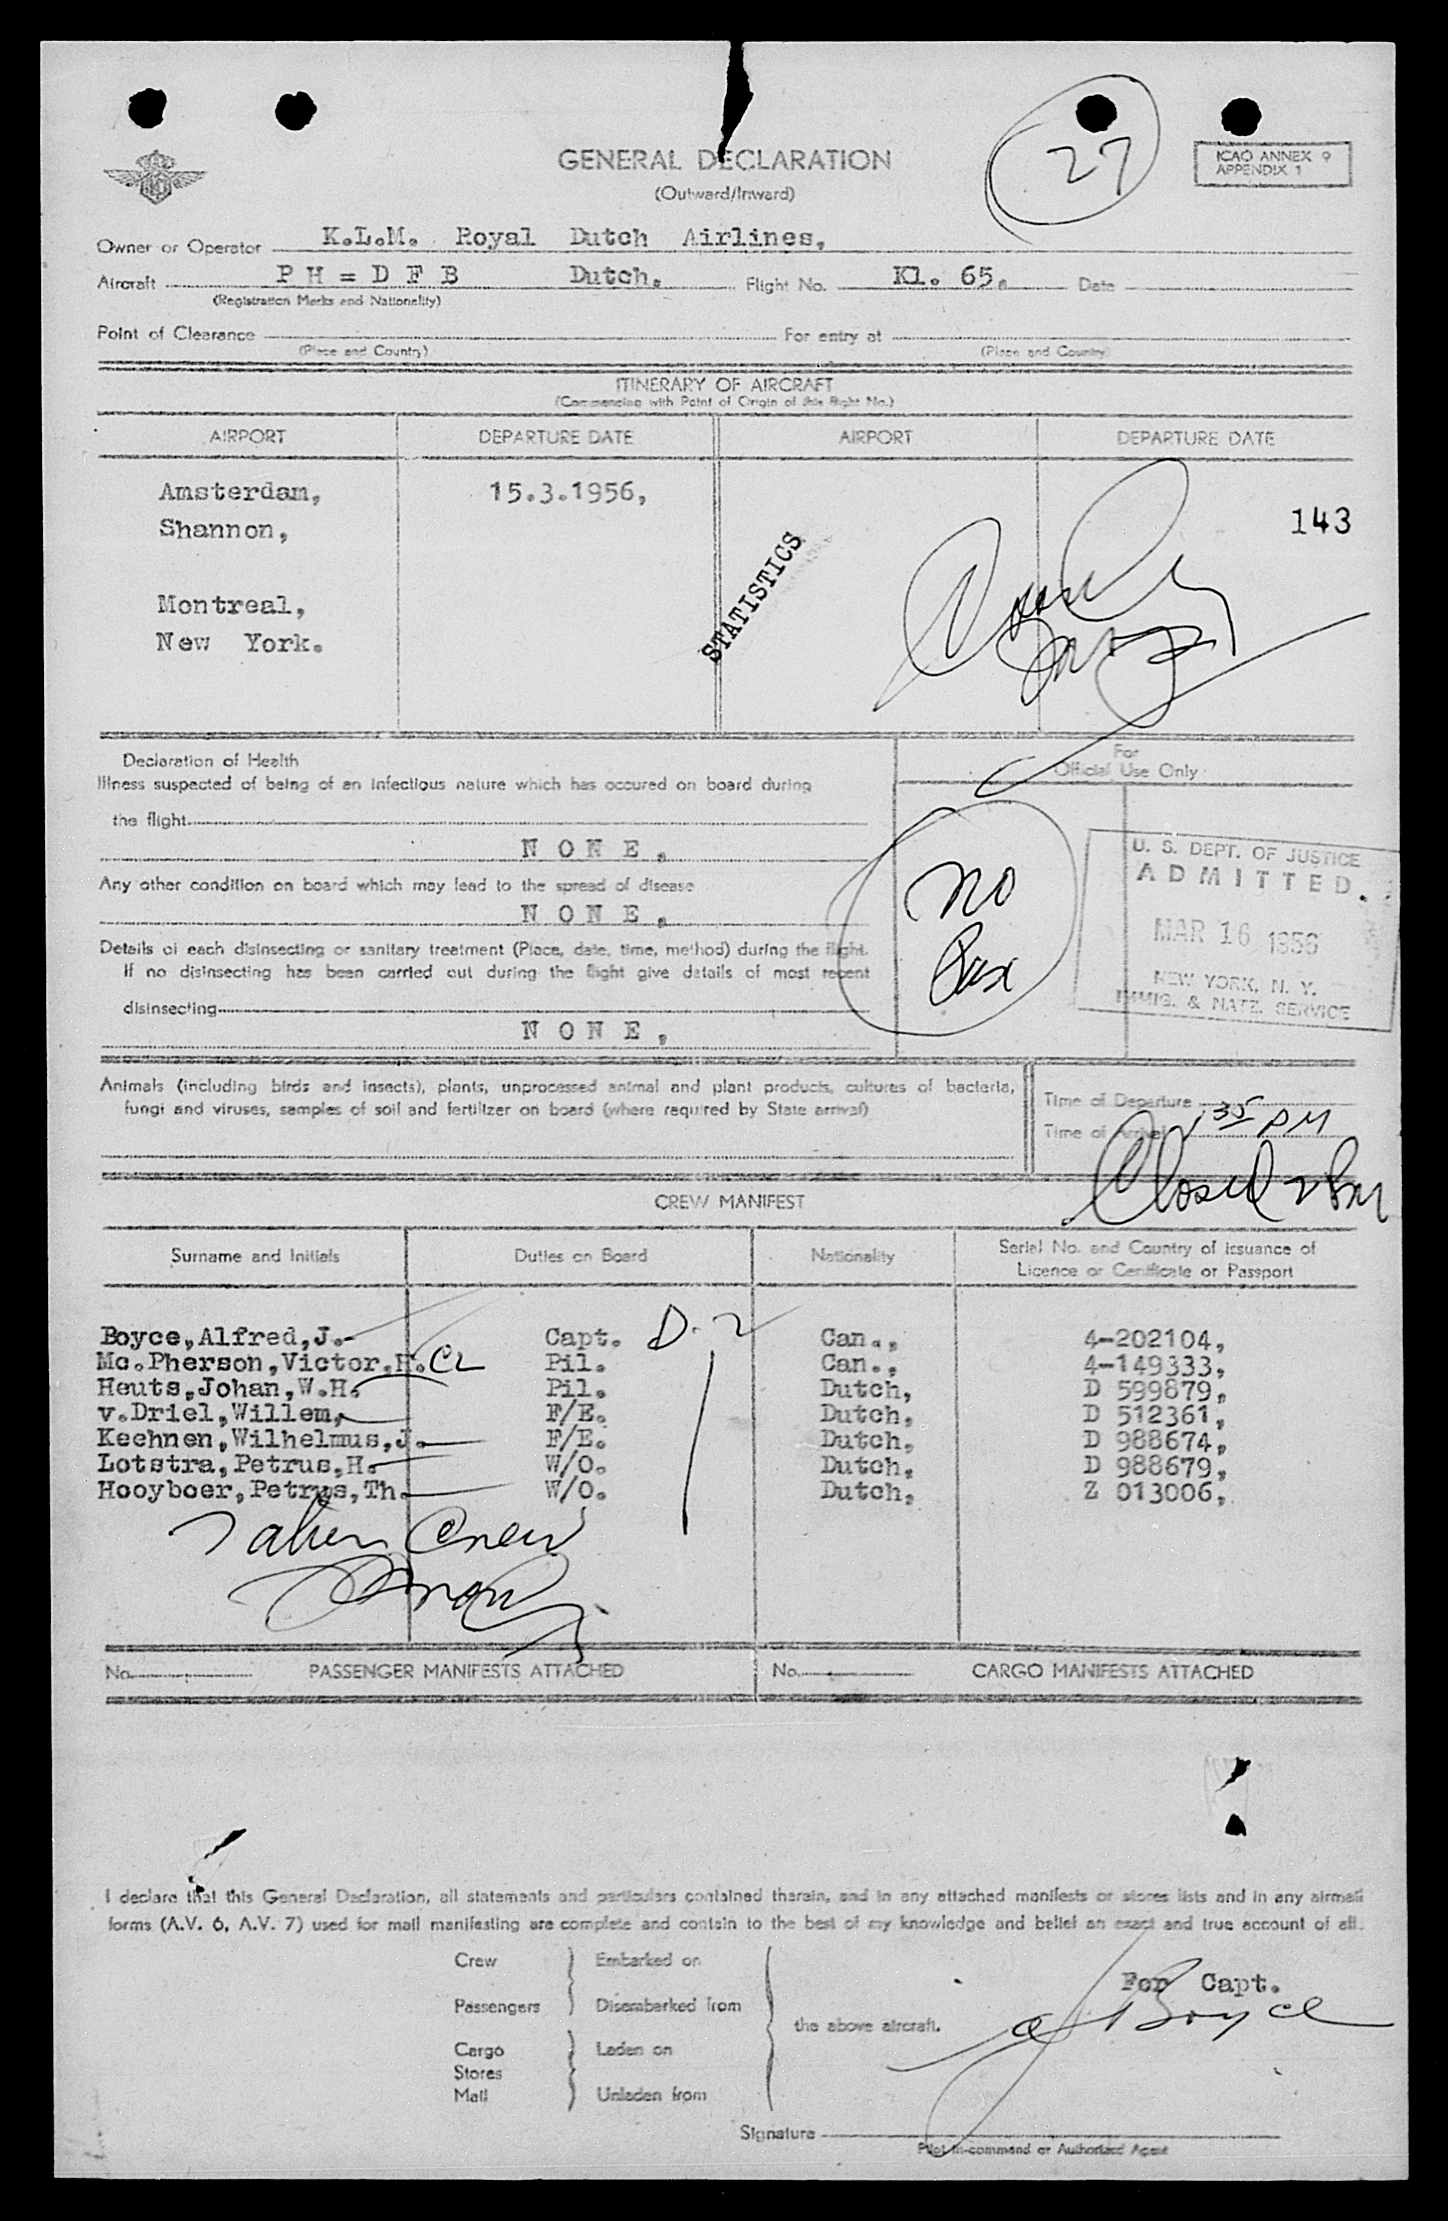 27
ICAO ANNEX 9
APPENDIX 1
GENERAL DECLARATION
(Outward/Inward)
Owner or Operator K.L.M. Royal Dutch Airlines,
Aircraft PH=DFB Dutch. Flight No. Kl. 65. Date
(Registration Marks and Nationality)
Point of Clearance For entry at
(Place and Country) (Place and Country)
ITINERARY OF AIRCRAFT
(Commencing with Point of Origin of this flight No.)
AIRPORT DEPARTURE DATE AIRPORT DEPARTURE DATE
Amsterdam, 15.3.1956,
143
Shannon,
STATISTICS
Montreal,
New York.
Declaration of Health
Illness suspected of being of an infectious nature which has occured on board during
the flight
N O N E ,
Any other condition on board which may lead to the spread of disease
N O N E ,
Details of each disinsecting or sanitary treatment (Place, date, time, method) during the flight.
If no disinsecting has been carried out during the flight give details of most recent
disinsecting
N O N E ,
For
Official Use Only
no
Pax
U. S. DEPT. OF JUSTICE
ADMITTED.
MAR 16 1956
NEW YORK, N. Y.
IMMIG. & NATZ. SERVICE
Animals (including birds and insects), plants, unprocessed animal and plant products, cultures of bacteria,
fungi and viruses, samples of soil and fertilizer on board (where required by State arrival)
Time of Departure
Time of Arrival 1 35 PM
Closed 2 PM
CREW MANIFEST
Surname and Initials Duties on Board Nationality Serial No. and Country of issuance of
Licence or Certificate or Passport
Boyce,Alfred,J. Capt. D-2 Can., 4-202104,
Mc.Pherson,Victor.H. CL Pil. Can., 4-149333,
Heuts,Johan,W.H. Pil. Dutch, D 599879,
v.Driel,Willem, F/E. Dutch, D 512361,
Kechnen,Wilhelmus,J. F/E. Dutch, D 988674,
Lotstra,Petrus,H. W/O. Dutch, D 988679,
Hooyboer,Petrus,Th. W/O. Dutch, Z 013006,
Crew
No. PASSENGER MANIFESTS ATTACHED No. CARGO MANIFESTS ATTACHED
I declare that this General Declaration, all statements and particulars contained therein, and in any attached manifests or stores lists and in any airmail
forms (A.V. 6, A.V. 7) used for mail manifesting are complete and contain to the best of my knowledge and belief an exact and true account of all.
Crew Embarked on
Passengers Disembarked from
the above aircraft.
Cargo Laden on
Stores
Mail Unladen from
For Capt.
A J Boyce
Signature
Pilot in-command or Authorized Agent